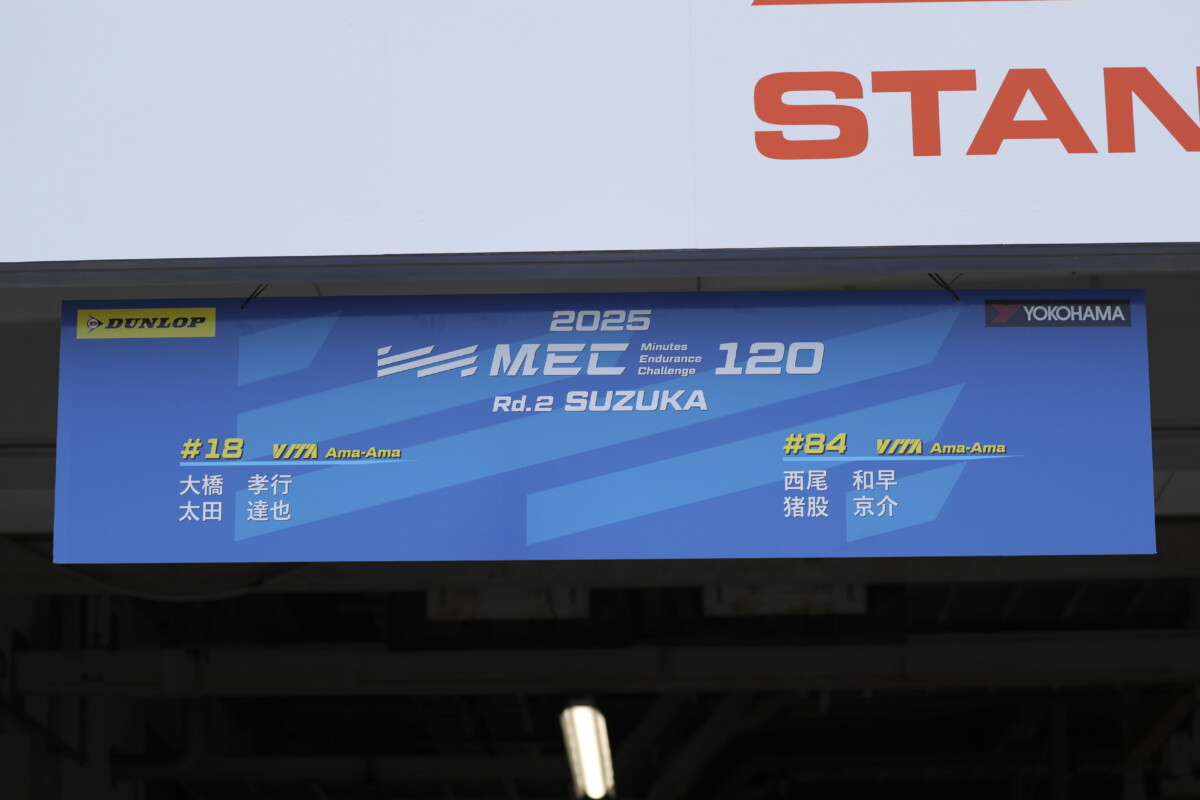 STAN
DUNLOP
YOKOHAMA
2025
MEC Minutes Endurance Challenge 120
Rd.2 SUZUKA
#18 VITA Ama-Ama
大橋 孝行
太田 達也
#84 VITA Ama-Ama
西尾 和早
猪股 京介